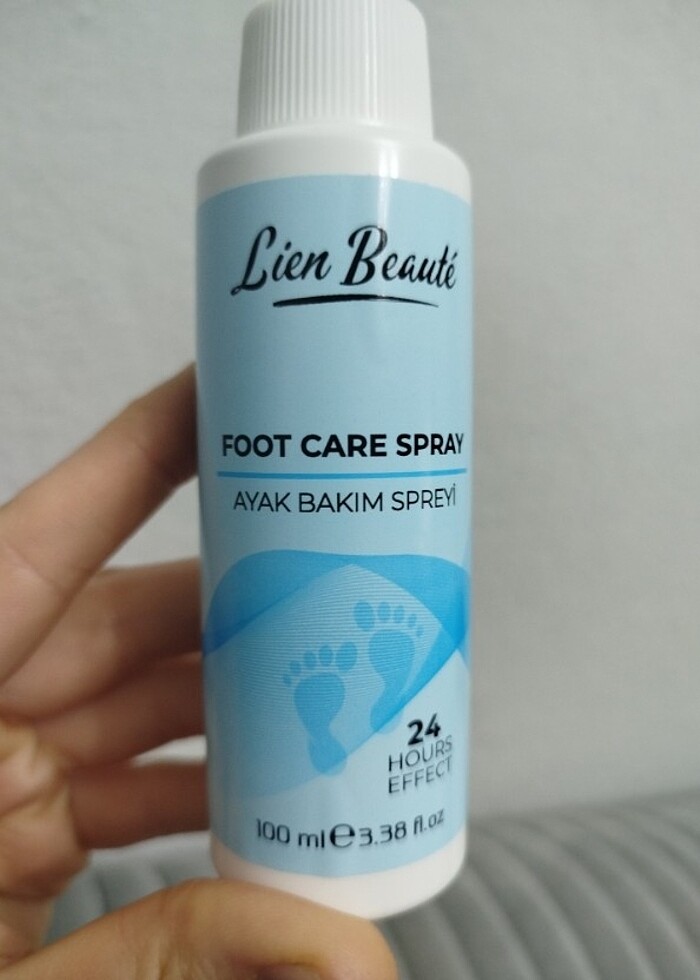 Lien Beauté
FOOT CARE SPRAY
AYAK BAKIM SPREYİ
24
HOURS
EFFECT
100 ml ℮ 3.38 fl.oz